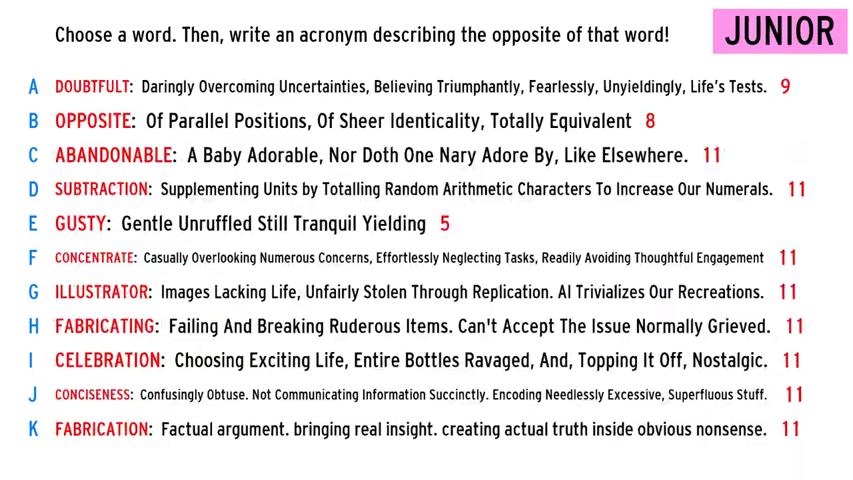 Choose a word. Then, write an acronym describing the opposite of that word!
JUNIOR
A DOUBTFULT: Daringly Overcoming Uncertainties, Believing Triumphantly, Fearlessly, Unyieldingly, Life's Tests. 9
B OPPOSITE: Of Parallel Positions, Of Sheer Identicality, Totally Equivalent 8
C ABANDONABLE: A Baby Adorable, Nor Doth One Nary Adore By, Like Elsewhere. 11
D SUBTRACTION: Supplementing Units by Totalling Random Arithmetic Characters To Increase Our Numerals. 11
E GUSTY: Gentle Unruffled Still Tranquil Yielding 5
F CONCENTRATE: Casually Overlooking Numerous Concerns, Effortlessly Neglecting Tasks, Readily Avoiding Thoughtful Engagement 11
G ILLUSTRATOR: Images Lacking Life, Unfairly Stolen Through Replication. AI Trivializes Our Recreations. 11
H FABRICATING: Failing And Breaking Ruderous Items. Can't Accept The Issue Normally Grieved. 11
I CELEBRATION: Choosing Exciting Life, Entire Bottles Ravaged, And, Topping It Off, Nostalgic. 11
J CONCISENESS: Confusingly Obtuse. Not Communicating Information Succinctly. Encoding Needlessly Excessive, Superfluous Stuff. 11
K FABRICATION: Factual argument. bringing real insight. creating actual truth inside obvious nonsense. 11